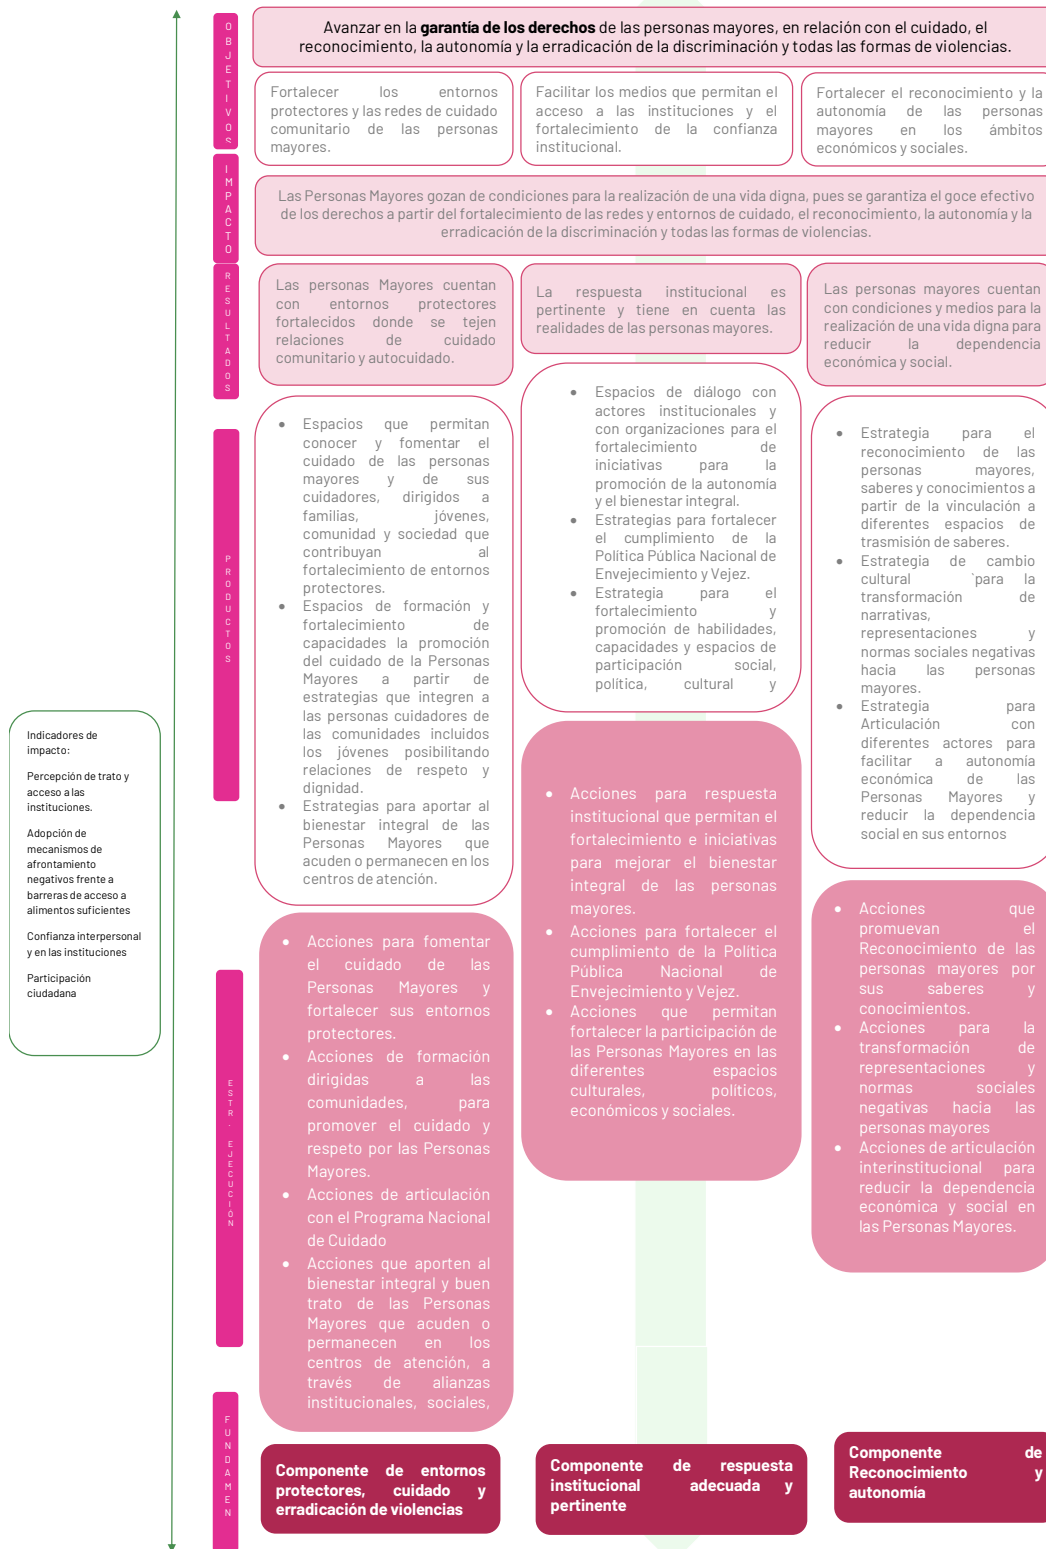 OBJETIVOS
Avanzar en la garantía de los derechos de las personas mayores, en relación con el cuidado, el
reconocimiento, la autonomía y la erradicación de la discriminación y todas las formas de violencias.
Fortalecer los entornos
protectores y las redes de cuidado
comunitario de las personas
mayores.
Facilitar los medios que permitan el
acceso a las instituciones y el
fortalecimiento de la confianza
institucional.
Fortalecer el reconocimiento y la
autonomía de las personas
mayores en los ámbitos
económicos y sociales.
IMPACTO
Las Personas Mayores gozan de condiciones para la realización de una vida digna, pues se garantiza el goce efectivo
de los derechos a partir del fortalecimiento de las redes y entornos de cuidado, el reconocimiento, la autonomía y la
erradicación de la discriminación y todas las formas de violencias.
RESULTADOS
Las personas Mayores cuentan
con entornos protectores
fortalecidos donde se tejen
relaciones de cuidado
comunitario y autocuidado.
La respuesta institucional es
pertinente y tiene en cuenta las
realidades de las personas mayores.
Las personas mayores cuentan
con condiciones y medios para la
realización de una vida digna para
reducir la dependencia
económica y social.
PRODUCTOS
• Espacios que permitan
conocer y fomentar el
cuidado de las personas
mayores y de sus
cuidadores, dirigidos a
familias, jóvenes,
comunidad y sociedad que
contribuyan al
fortalecimiento de entornos
protectores.
• Espacios de formación y
fortalecimiento de
capacidades la promoción
del cuidado de la Personas
Mayores a partir de
estrategias que integren a
las personas cuidadores de
las comunidades incluidos
los jóvenes posibilitando
relaciones de respeto y
dignidad.
• Estrategias para aportar al
bienestar integral de las
Personas Mayores que
acuden o permanecen en los
centros de atención.
• Espacios de diálogo con
actores institucionales y
con organizaciones para el
fortalecimiento de
iniciativas para la
promoción de la autonomía
y el bienestar integral.
• Estrategias para fortalecer
el cumplimiento de la
Política Pública Nacional de
Envejecimiento y Vejez.
• Estrategia para el
fortalecimiento y
promoción de habilidades,
capacidades y espacios de
participación social,
política, cultural y
• Estrategia para el
reconocimiento de las
personas mayores,
saberes y conocimientos a
partir de la vinculación a
diferentes espacios de
trasmisión de saberes.
• Estrategia de cambio
cultural `para la
transformación de
narrativas,
representaciones y
normas sociales negativas
hacia las personas
mayores.
• Estrategia para
Articulación con
diferentes actores para
facilitar a autonomía
económica de las
Personas Mayores y
reducir la dependencia
social en sus entornos
Indicadores de
impacto:
Percepción de trato y
acceso a las
instituciones.
Adopción de
mecanismos de
afrontamiento
negativos frente a
barreras de acceso a
alimentos suficientes
Confianza interpersonal
y en las instituciones
Participación
ciudadana
ESTR. EJECUCIÓN
• Acciones para fomentar
el cuidado de las
Personas Mayores y
fortalecer sus entornos
protectores.
• Acciones de formación
dirigidas a las
comunidades, para
promover el cuidado y
respeto por las Personas
Mayores.
• Acciones de articulación
con el Programa Nacional
de Cuidado
• Acciones que aporten al
bienestar integral y buen
trato de las Personas
Mayores que acuden o
permanecen en los
centros de atención, a
través de alianzas
institucionales, sociales,
• Acciones para respuesta
institucional que permitan el
fortalecimiento e iniciativas
para mejorar el bienestar
integral de las personas
mayores.
• Acciones para fortalecer el
cumplimiento de la Política
Pública Nacional de
Envejecimiento y Vejez.
• Acciones que permitan
fortalecer la participación de
las Personas Mayores en las
diferentes espacios
culturales, políticos,
económicos y sociales.
• Acciones que
promuevan el
Reconocimiento de las
personas mayores por
sus saberes y
conocimientos.
• Acciones para la
transformación de
representaciones y
normas sociales
negativas hacia las
personas mayores
• Acciones de articulación
interinstitucional para
reducir la dependencia
económica y social en
las Personas Mayores.
FUNDAMEN
Componente de entornos
protectores, cuidado y
erradicación de violencias
Componente de respuesta
institucional adecuada y
pertinente
Componente de
Reconocimiento y
autonomía